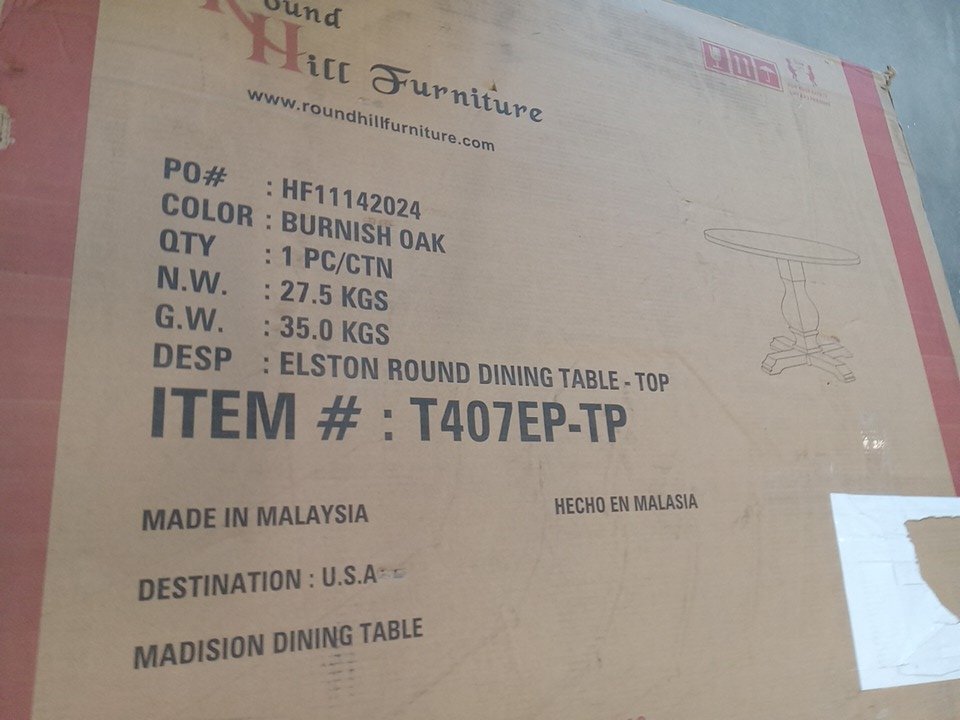 Round
Hill Furniture
www.roundhillfurniture.com
PO# : HF11142024
COLOR : BURNISH OAK
QTY : 1 PC/CTN
N.W. : 27.5 KGS
G.W. : 35.0 KGS
DESP : ELSTON ROUND DINING TABLE - TOP
ITEM # : T407EP-TP
MADE IN MALAYSIA
HECHO EN MALASIA
DESTINATION : U.S.A
MADISION DINING TABLE